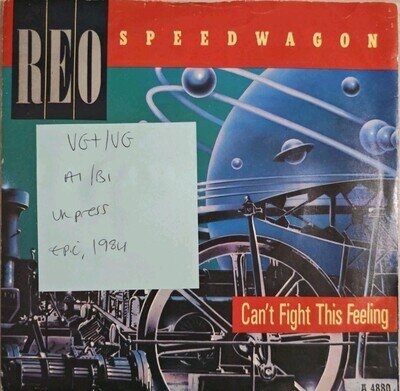 REO
SPEEDWAGON
VG+/VG
A1/B1
UK press
Epic, 1984
Can't Fight This Feeling
A 4880